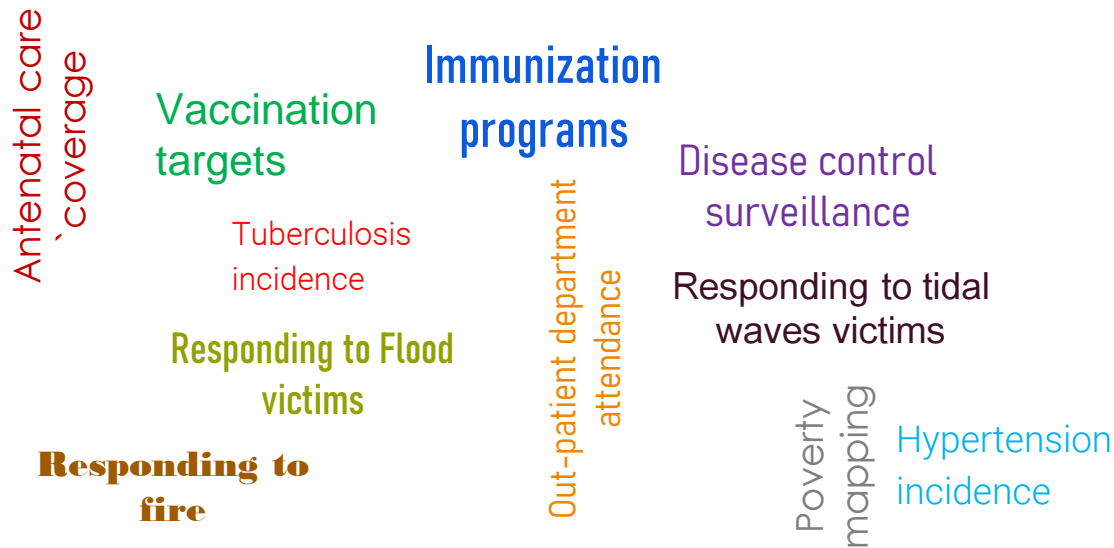 Antenatal care
`coverage
Vaccination
targets
Immunization
programs
Disease control
surveillance
Tuberculosis
incidence
Out-patient department
attendance
Responding to tidal
waves victims
Responding to Flood
victims
Poverty
mapping
Hypertension
incidence
Responding to
fire